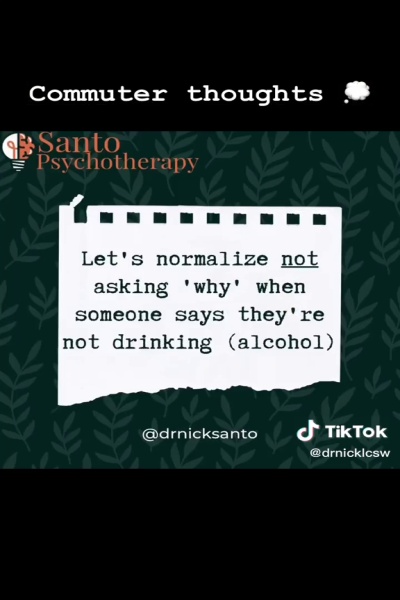 Commuter thoughts 💭
Santo
Psychotherapy
Let's normalize not
asking 'why' when
someone says they're
not drinking (alcohol)
@drnicksanto
TikTok
@drnicklcsw